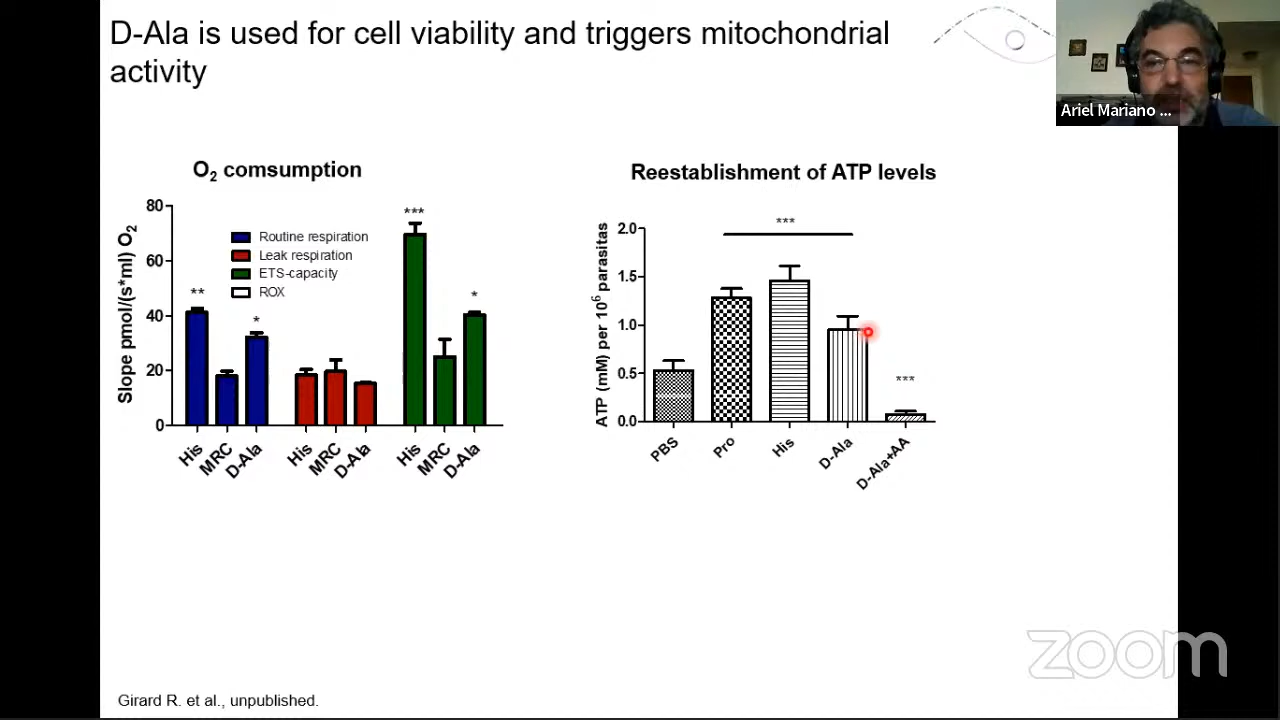 D-Ala is used for cell viability and triggers mitochondrial
activity
Ariel Mariano ...
O2 comsumption
Slope pmol/(s*ml) O2
80
60
40
20
0
Routine respiration
Leak respiration
ETS-capacity
ROX
**
*
***
*
His
MRC
D-Ala
His
MRC
D-Ala
His
MRC
D-Ala
Reestablishment of ATP levels
ATP (mM) per 10^6 parasitas
2.0
1.5
1.0
0.5
0.0
***
***
PBS
Pro
His
D-Ala
D-Ala+AA
Girard R. et al., unpublished.
zoom